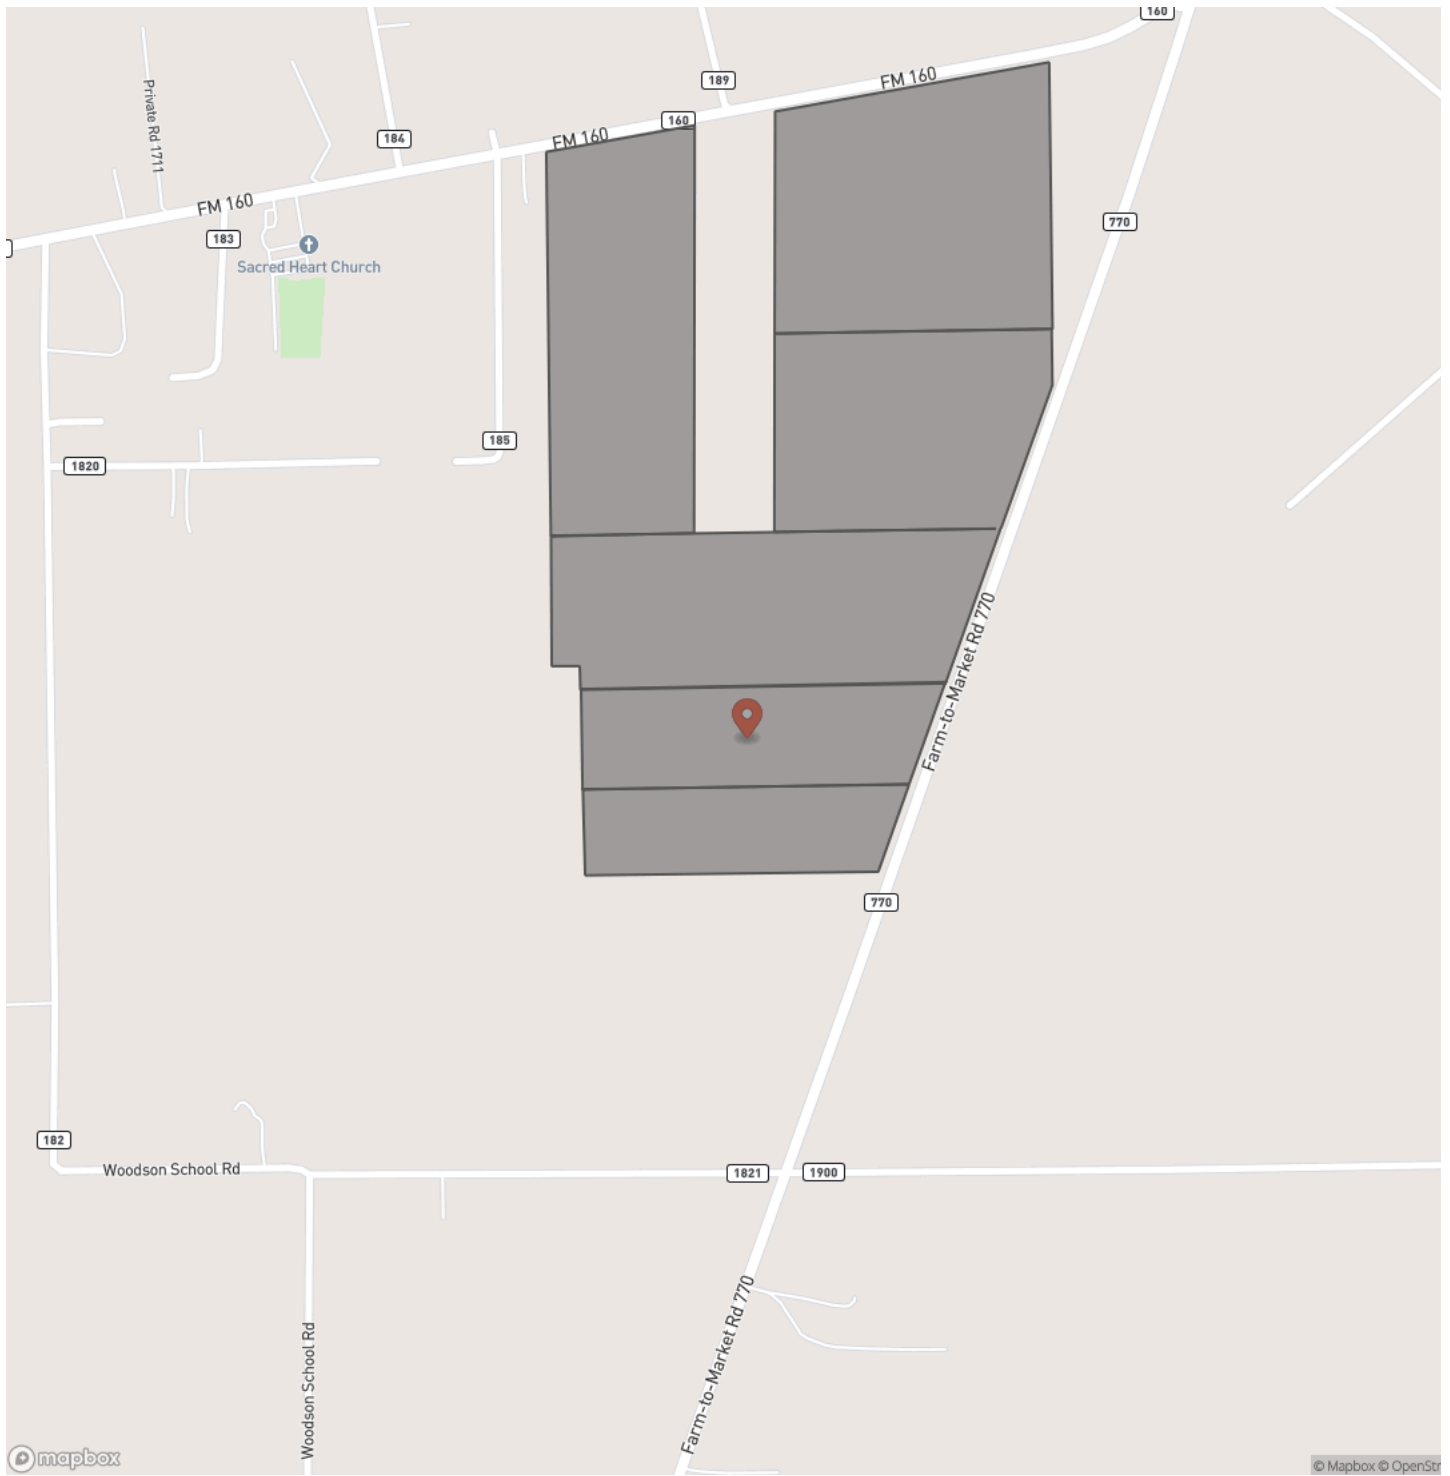 160
189
FM 160
Private Rd 1711
160
184
FM 160
FM 160
770
183
Sacred Heart Church
185
1820
Farm-to-Market Rd 770
770
182
Woodson School Rd
1821
1900
Farm-to-Market Rd 770
Woodson School Rd
mapbox
© Mapbox © OpenStr